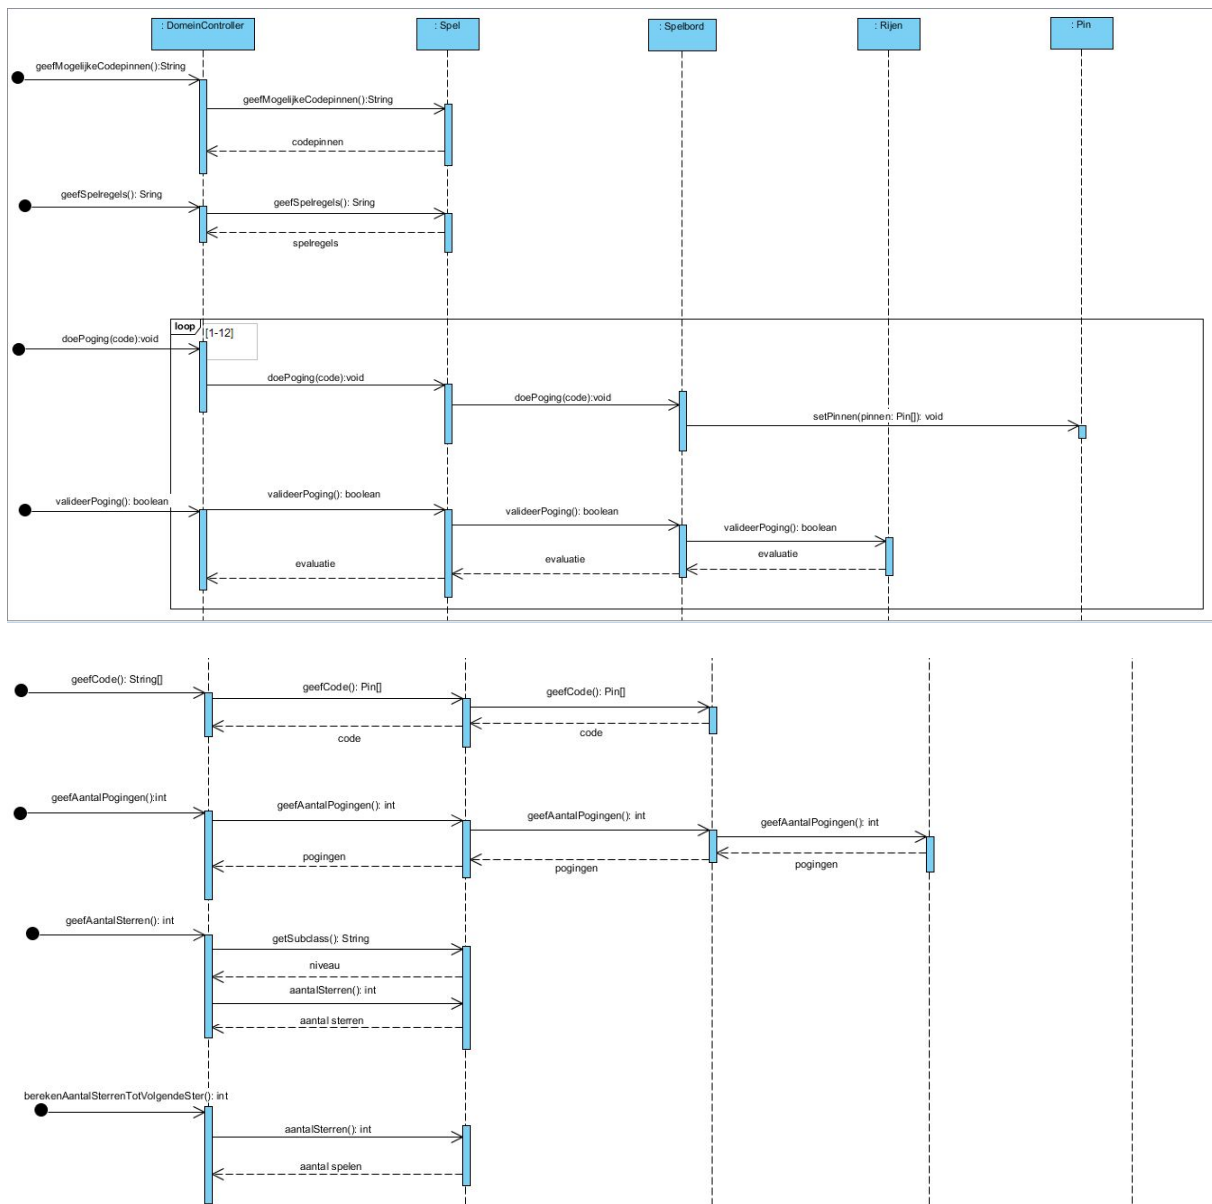 : DomeinController
: Spel
: Spelbord
: Rijen
: Pin
geefMogelijkeCodepinnen():String
geefMogelijkeCodepinnen():String
codepinnen
geefSpelregels(): Sring
geefSpelregels(): Sring
spelregels
loop
[1-12]
doePoging(code):void
doePoging(code):void
doePoging(code):void
setPinnen(pinnen: Pin[]): void
valideerPoging(): boolean
valideerPoging(): boolean
valideerPoging(): boolean
valideerPoging(): boolean
evaluatie
evaluatie
evaluatie
geefCode(): String[]
geefCode(): Pin[]
geefCode(): Pin[]
code
code
geefAantalPogingen():int
geefAantalPogingen(): int
geefAantalPogingen(): int
geefAantalPogingen(): int
pogingen
pogingen
pogingen
geefAantalSterren(): int
getSubclass(): String
niveau
aantalSterren(): int
aantal sterren
berekenAantalSterrenTotVolgendeSter(): int
aantalSterren(): int
aantal spelen